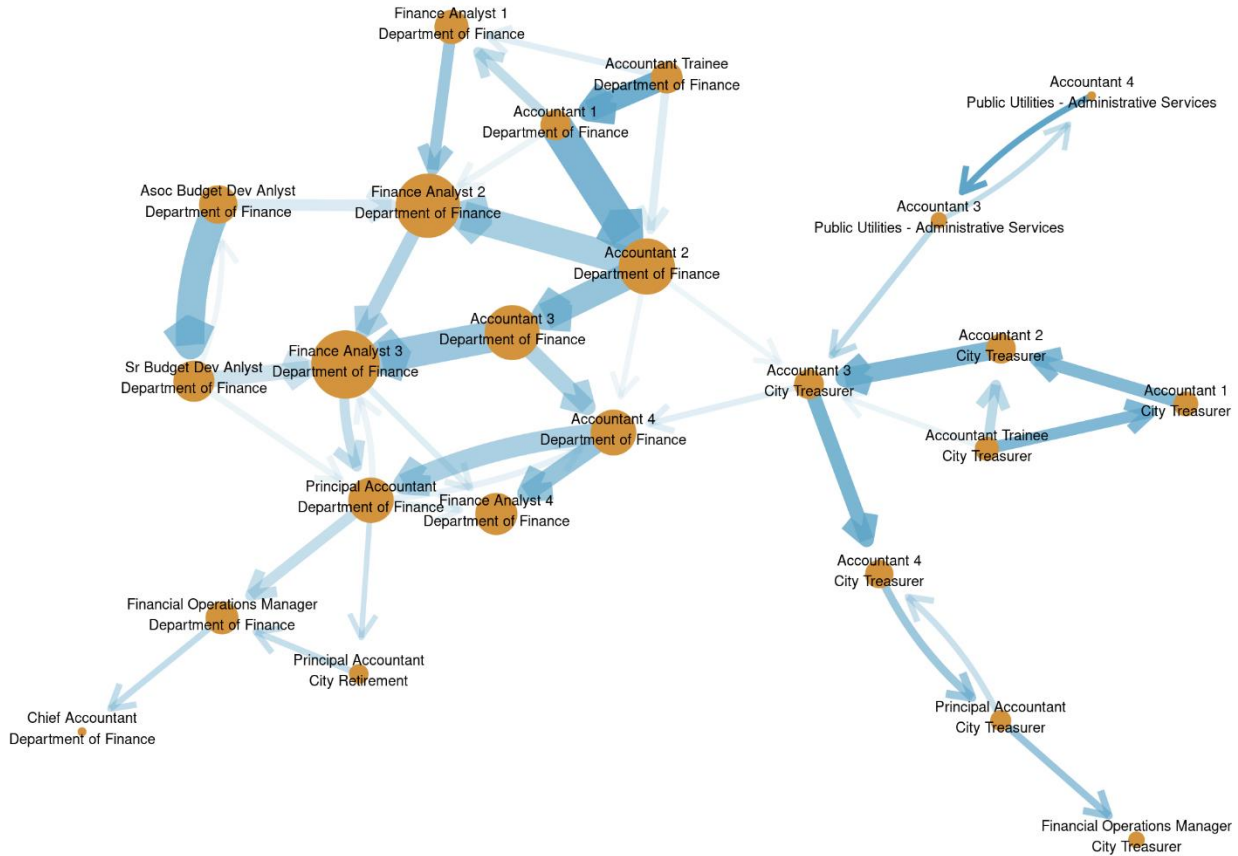 Finance Analyst 1
Department of Finance
Accountant Trainee
Department of Finance
Accountant 4
Public Utilities - Administrative Services
Accountant 1
Department of Finance
Asoc Budget Dev Anlyst
Department of Finance
Finance Analyst 2
Department of Finance
Accountant 3
Public Utilities - Administrative Services
Accountant 2
Department of Finance
Accountant 3
Department of Finance
Accountant 2
City Treasurer
Finance Analyst 3
Department of Finance
Sr Budget Dev Anlyst
Department of Finance
Accountant 3
City Treasurer
Accountant 1
City Treasurer
Accountant 4
Department of Finance
Accountant Trainee
City Treasurer
Principal Accountant
Department of Finance
Finance Analyst 4
Department of Finance
Accountant 4
City Treasurer
Financial Operations Manager
Department of Finance
Principal Accountant
City Retirement
Principal Accountant
City Treasurer
Chief Accountant
Department of Finance
Financial Operations Manager
City Treasurer